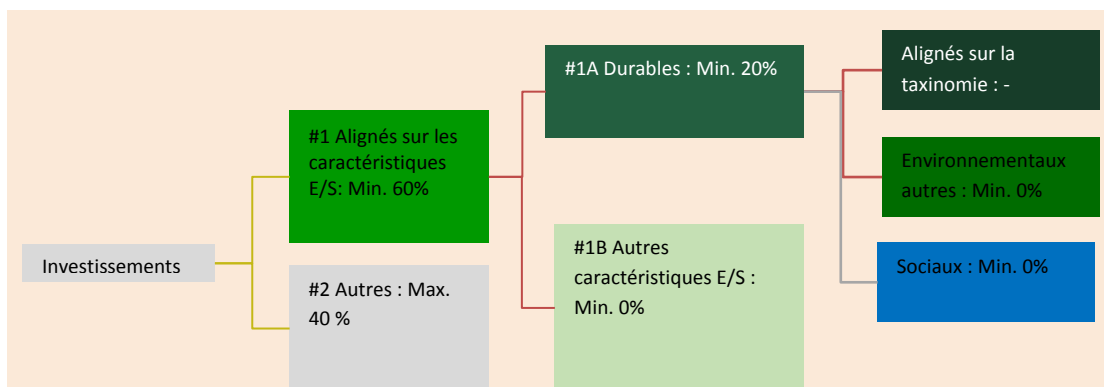 Investissements
#1 Alignés sur les
caractéristiques
E/S: Min. 60%
#2 Autres : Max.
40 %
#1A Durables : Min. 20%
#1B Autres
caractéristiques E/S :
Min. 0%
Alignés sur la
taxinomie : -
Environnementaux
autres : Min. 0%
Sociaux : Min. 0%